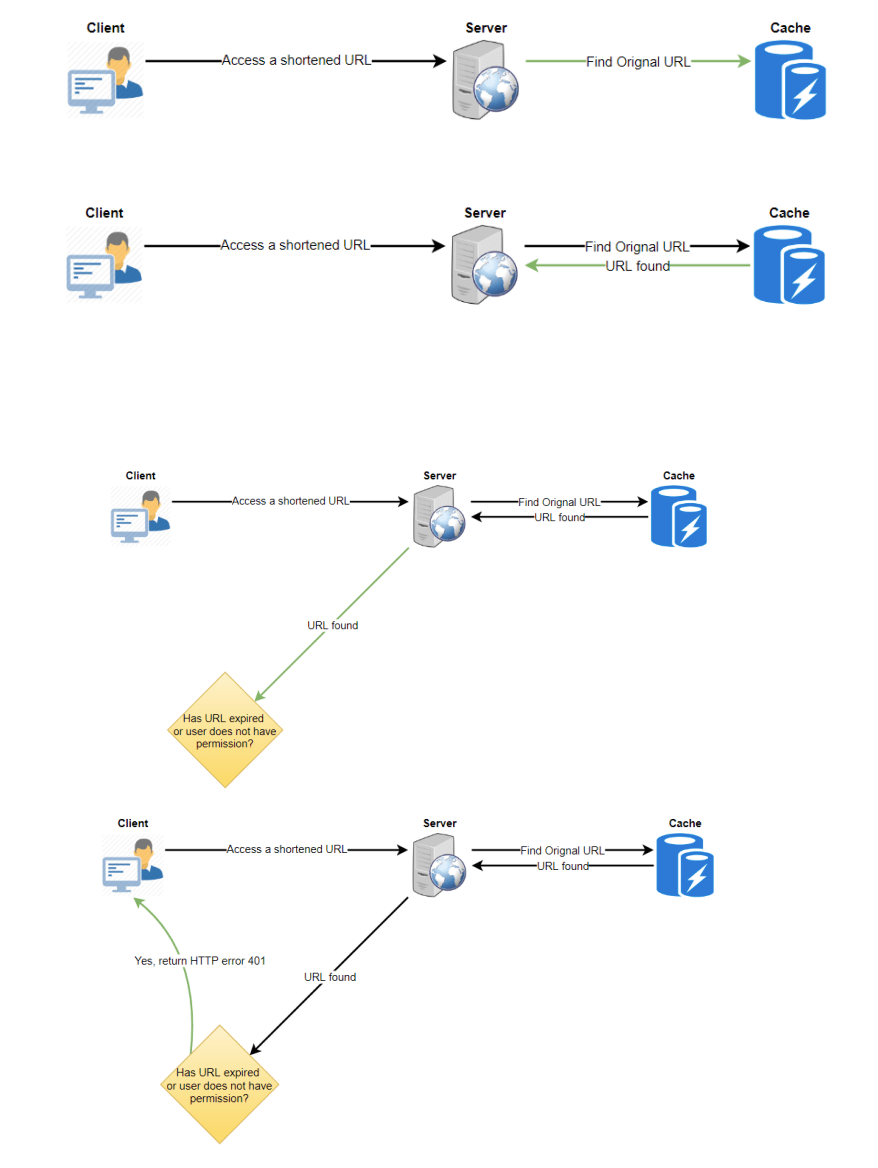 Client
Server
Cache
Access a shortened URL
Find Orignal URL
Client
Server
Cache
Access a shortened URL
Find Orignal URL
URL found
Client
Server
Cache
Access a shortened URL
Find Orignal URL
URL found
URL found
Has URL expired
or user does not have
permission?
Client
Server
Cache
Access a shortened URL
Find Orignal URL
URL found
Yes, return HTTP error 401
URL found
Has URL expired
or user does not have
permission?